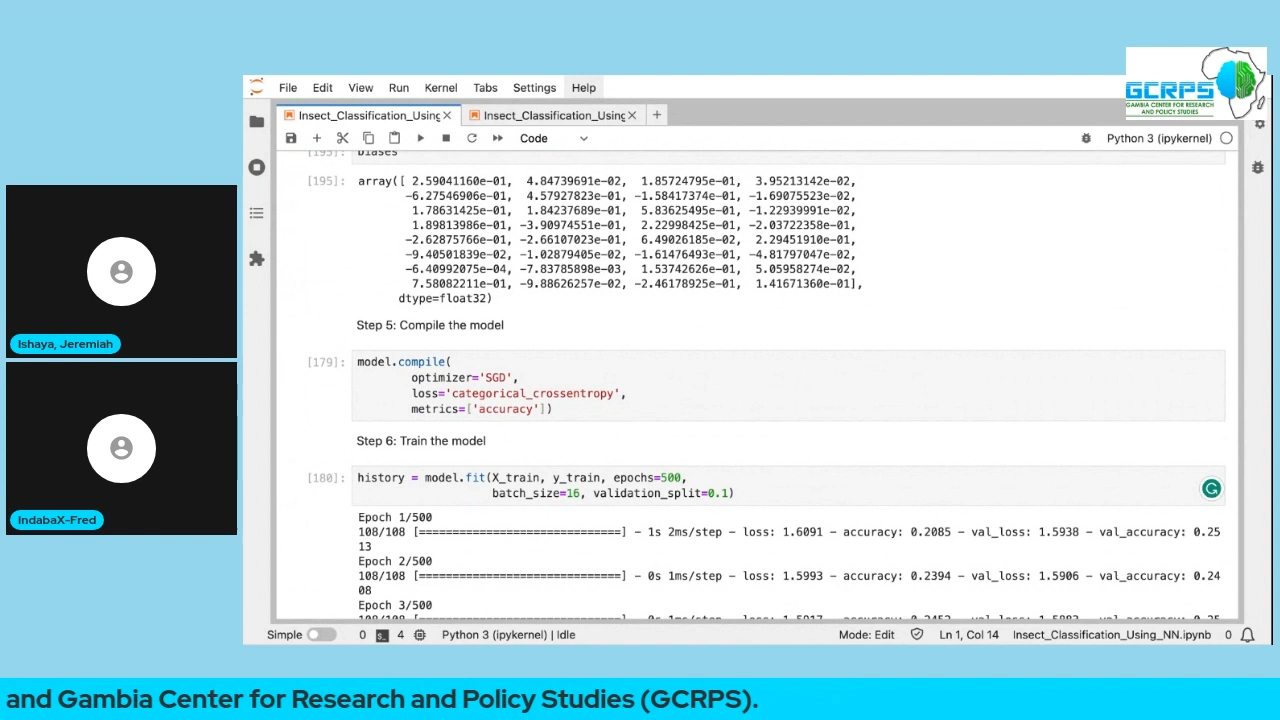 File Edit View Run Kernel Tabs Settings Help
GCRPS
GAMBIA CENTER FOR RESEARCH
AND POLICY STUDIES
Insect_Classification_Using
Insect_Classification_Using
Code
Python 3 (ipykernel)
[195]: biases
[195]: array([ 2.59041160e-01, 4.84739691e-02, 1.85724795e-01, 3.95213142e-02,
-6.27546906e-02, 4.57927823e-01, -1.58417374e-01, -1.69075523e-02,
1.78631425e-01, 1.84237689e-01, 5.83625495e-01, -1.22939991e-02,
1.89813986e-01, -3.90974551e-01, 2.22998425e-01, -2.03722358e-01,
-2.62875766e-01, -2.66107023e-01, 6.49026185e-02, 2.29451910e-01,
-9.40501839e-02, -1.02879405e-02, -1.61476493e-01, -4.81797047e-02,
-6.40992075e-04, -7.83785898e-03, 1.53742626e-01, 5.05958274e-02,
7.58082211e-01, -9.88626257e-02, -2.46178925e-01, 1.41671360e-01],
dtype=float32)
Step 5: Compile the model
[179]: model.compile(
optimizer='SGD',
loss='categorical_crossentropy',
metrics=['accuracy'])
Step 6: Train the model
[180]: history = model.fit(X_train, y_train, epochs=500,
batch_size=16, validation_split=0.1)
Epoch 1/500
108/108 [==============================] - 1s 2ms/step - loss: 1.6091 - accuracy: 0.2085 - val_loss: 1.5938 - val_accuracy: 0.25
13
Epoch 2/500
108/108 [==============================] - 0s 1ms/step - loss: 1.5993 - accuracy: 0.2394 - val_loss: 1.5906 - val_accuracy: 0.24
08
Epoch 3/500
Simple 0 4 Python 3 (ipykernel) | Idle Mode: Edit Ln 1, Col 14 Insect_Classification_Using_NN.ipynb 0
Ishaya, Jeremiah
IndabaX-Fred
and Gambia Center for Research and Policy Studies (GCRPS).